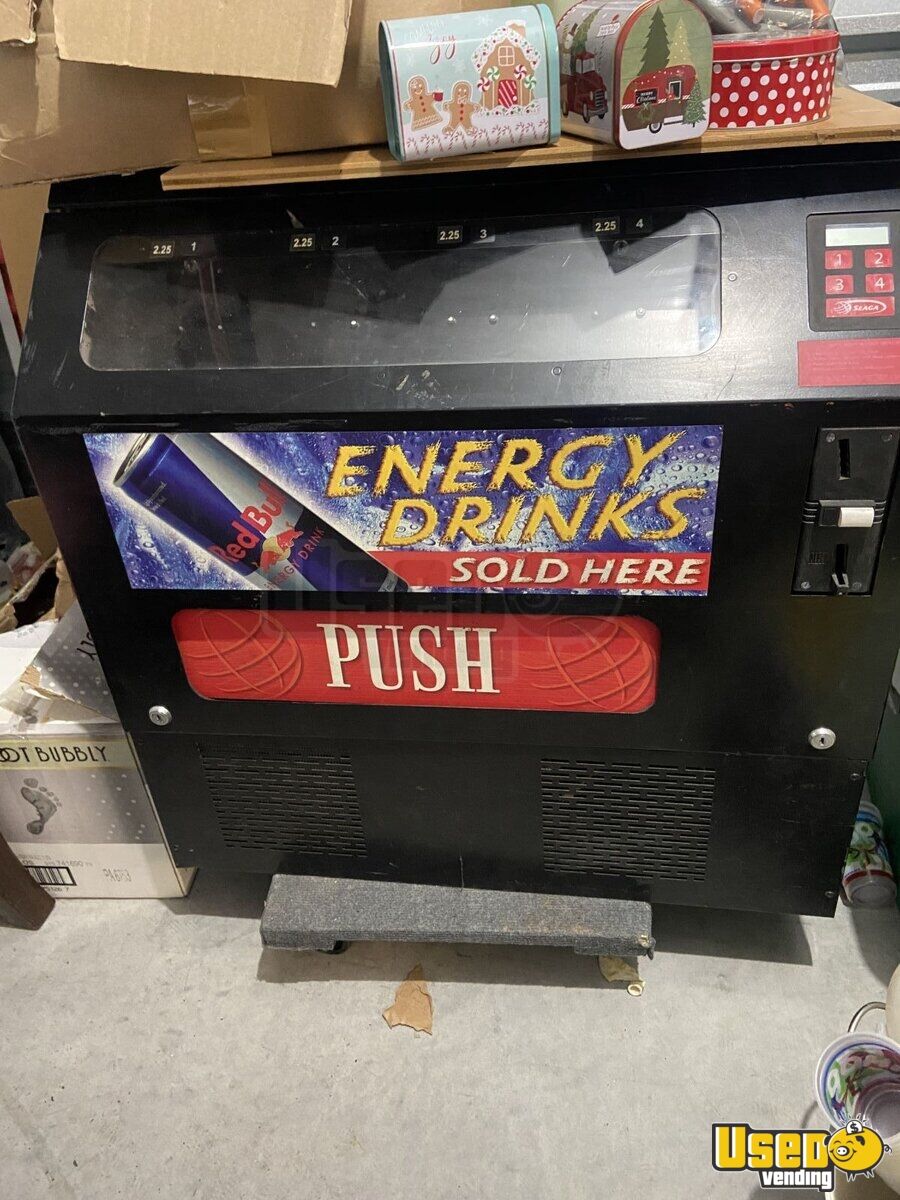 2.25 1
2.25 2
2.25 3
2.25 4
1 2
3 4
SEAGA
ENERGY
DRINKS
SOLD HERE
Red Bull
ENERGY DRINK
PUSH
OOT BUBBLY
USED
vending